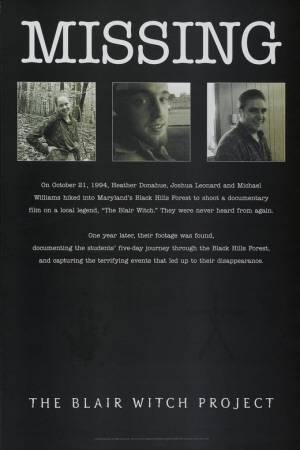 MISSING
On October 21, 1994, Heather Donahue, Joshua Leonard and Michael
Williams hiked into Maryland's Black Hills Forest to shoot a documentary
film on a local legend, "The Blair Witch." They were never heard from again.
One year later, their footage was found,
documenting the students' five-day journey through the Black Hills Forest,
and capturing the terrifying events that led up to their disappearance.
THE BLAIR WITCH PROJECT